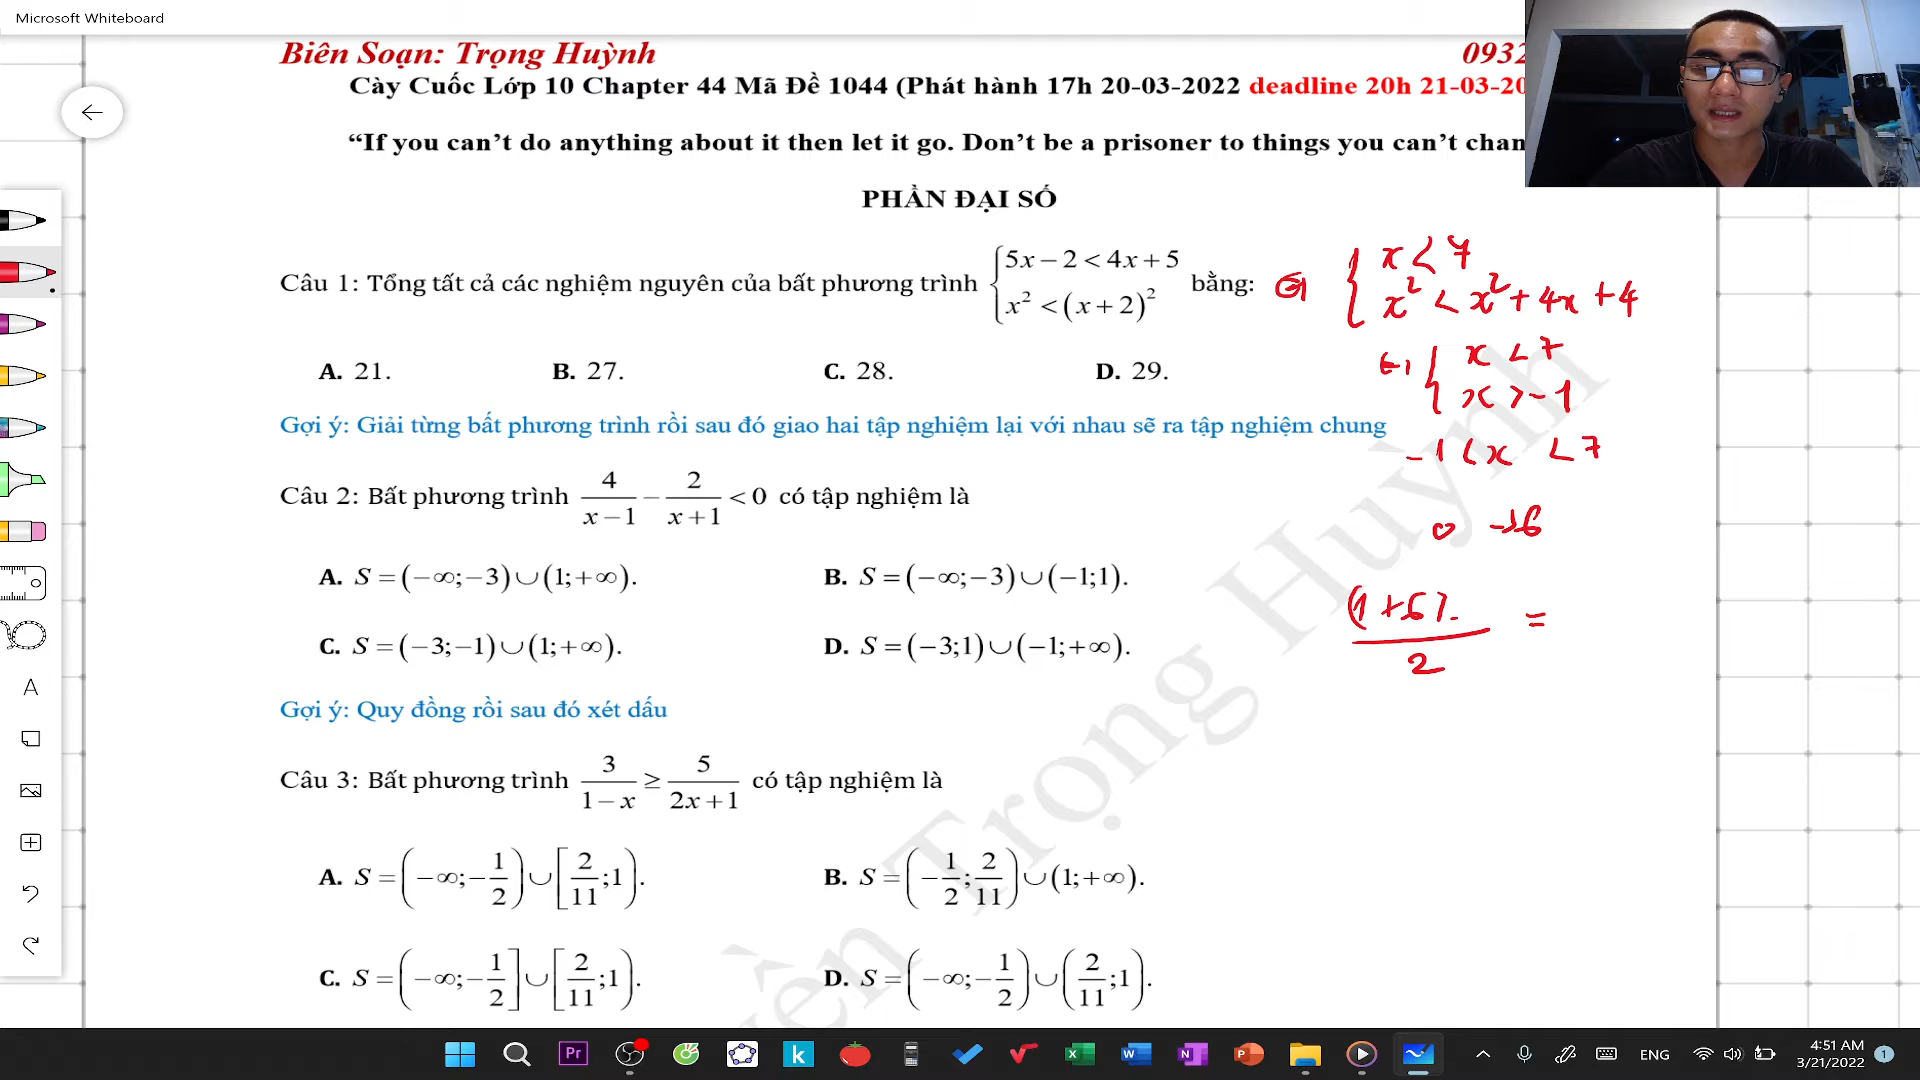 Microsoft Whiteboard
Biên Soạn: Trọng Huỳnh 0932
Cày Cuốc Lớp 10 Chapter 44 Mã Đề 1044 (Phát hành 17h 20-03-2022 deadline 20h 21-03-20
“If you can’t do anything about it then let it go. Don’t be a prisoner to things you can’t chan
PHẦN ĐẠI SỐ
Câu 1: Tổng tất cả các nghiệm nguyên của bất phương trình { 5x − 2 < 4x + 5 ; x² < (x + 2)² bằng:
A. 21. B. 27. C. 28. D. 29.
Gợi ý: Giải từng bất phương trình rồi sau đó giao hai tập nghiệm lại với nhau sẽ ra tập nghiệm chung
Câu 2: Bất phương trình 4/(x − 1) − 2/(x + 1) < 0 có tập nghiệm là
A. S = (−∞; −3) ∪ (1; +∞). B. S = (−∞; −3) ∪ (−1; 1).
C. S = (−3; −1) ∪ (1; +∞). D. S = (−3; 1) ∪ (−1; +∞).
Gợi ý: Quy đồng rồi sau đó xét dấu
Câu 3: Bất phương trình 3/(1 − x) ≥ 5/(2x + 1) có tập nghiệm là
A. S = (−∞; −1/2) ∪ [2/11; 1). B. S = (−1/2; 2/11) ∪ (1; +∞).
C. S = (−∞; −1/2] ∪ [2/11; 1). D. S = (−∞; −1/2) ∪ (2/11; 1).
x < 7
x² < x² + 4x + 4
x < 7
x > −1
−1 < x < 7
0 → 6
(1 + 6).
2
=
Trọng Huỳnh
A
Pr
k
ENG
4:51 AM
3/21/2022
1